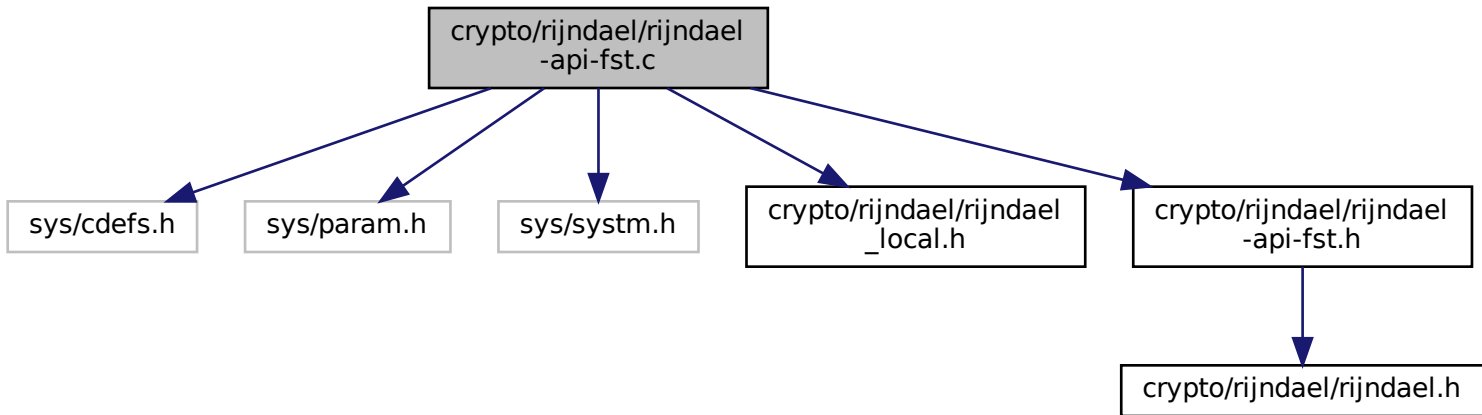 crypto/rijndael/rijndael
-api-fst.c
sys/cdefs.h
sys/param.h
sys/systm.h
crypto/rijndael/rijndael
_local.h
crypto/rijndael/rijndael
-api-fst.h
crypto/rijndael/rijndael.h